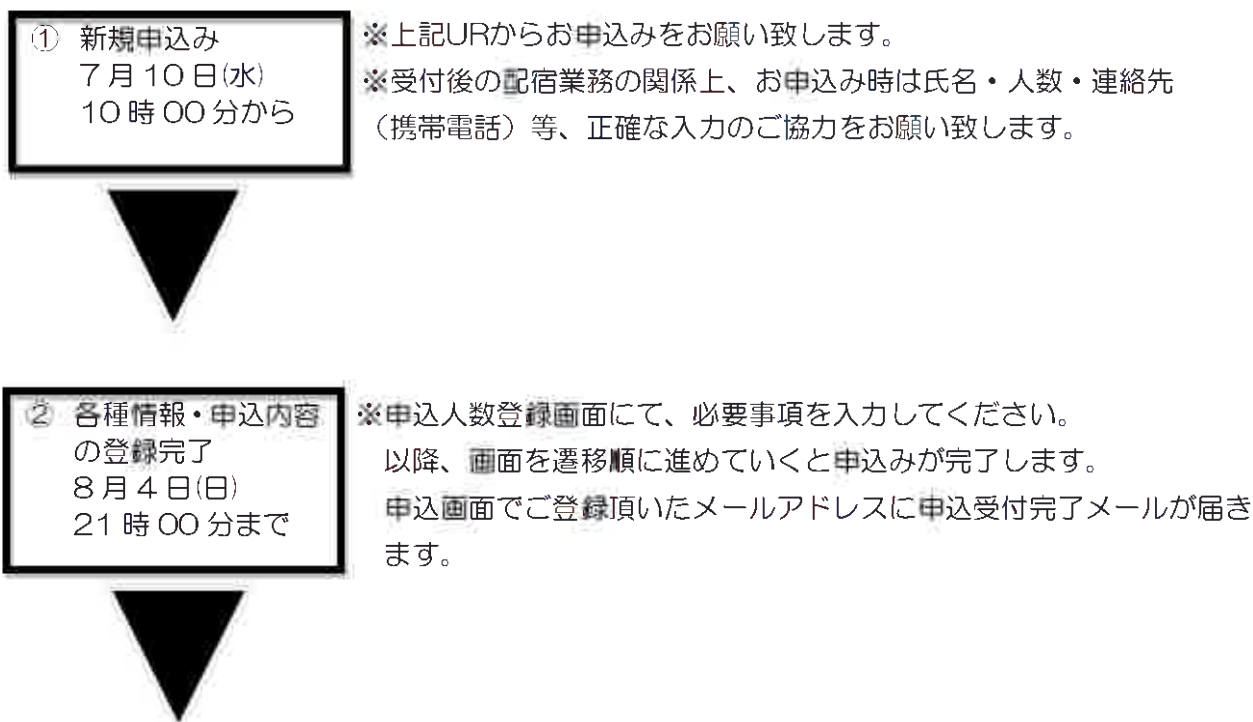 ① 新規申込み
7月10日(水)
10時00分から
※上記URからお申込みをお願い致します。
※受付後の配宿業務の関係上、お申込み時は氏名・人数・連絡先
（携帯電話）等、正確な入力のご協力をお願い致します。
② 各種情報・申込内容
の登録完了
8月4日(日)
21時00分まで
※申込人数登録画面にて、必要事項を入力してください。
以降、画面を遷移順に進めていくと申込みが完了します。
申込画面でご登録頂いたメールアドレスに申込受付完了メールが届き
ます。